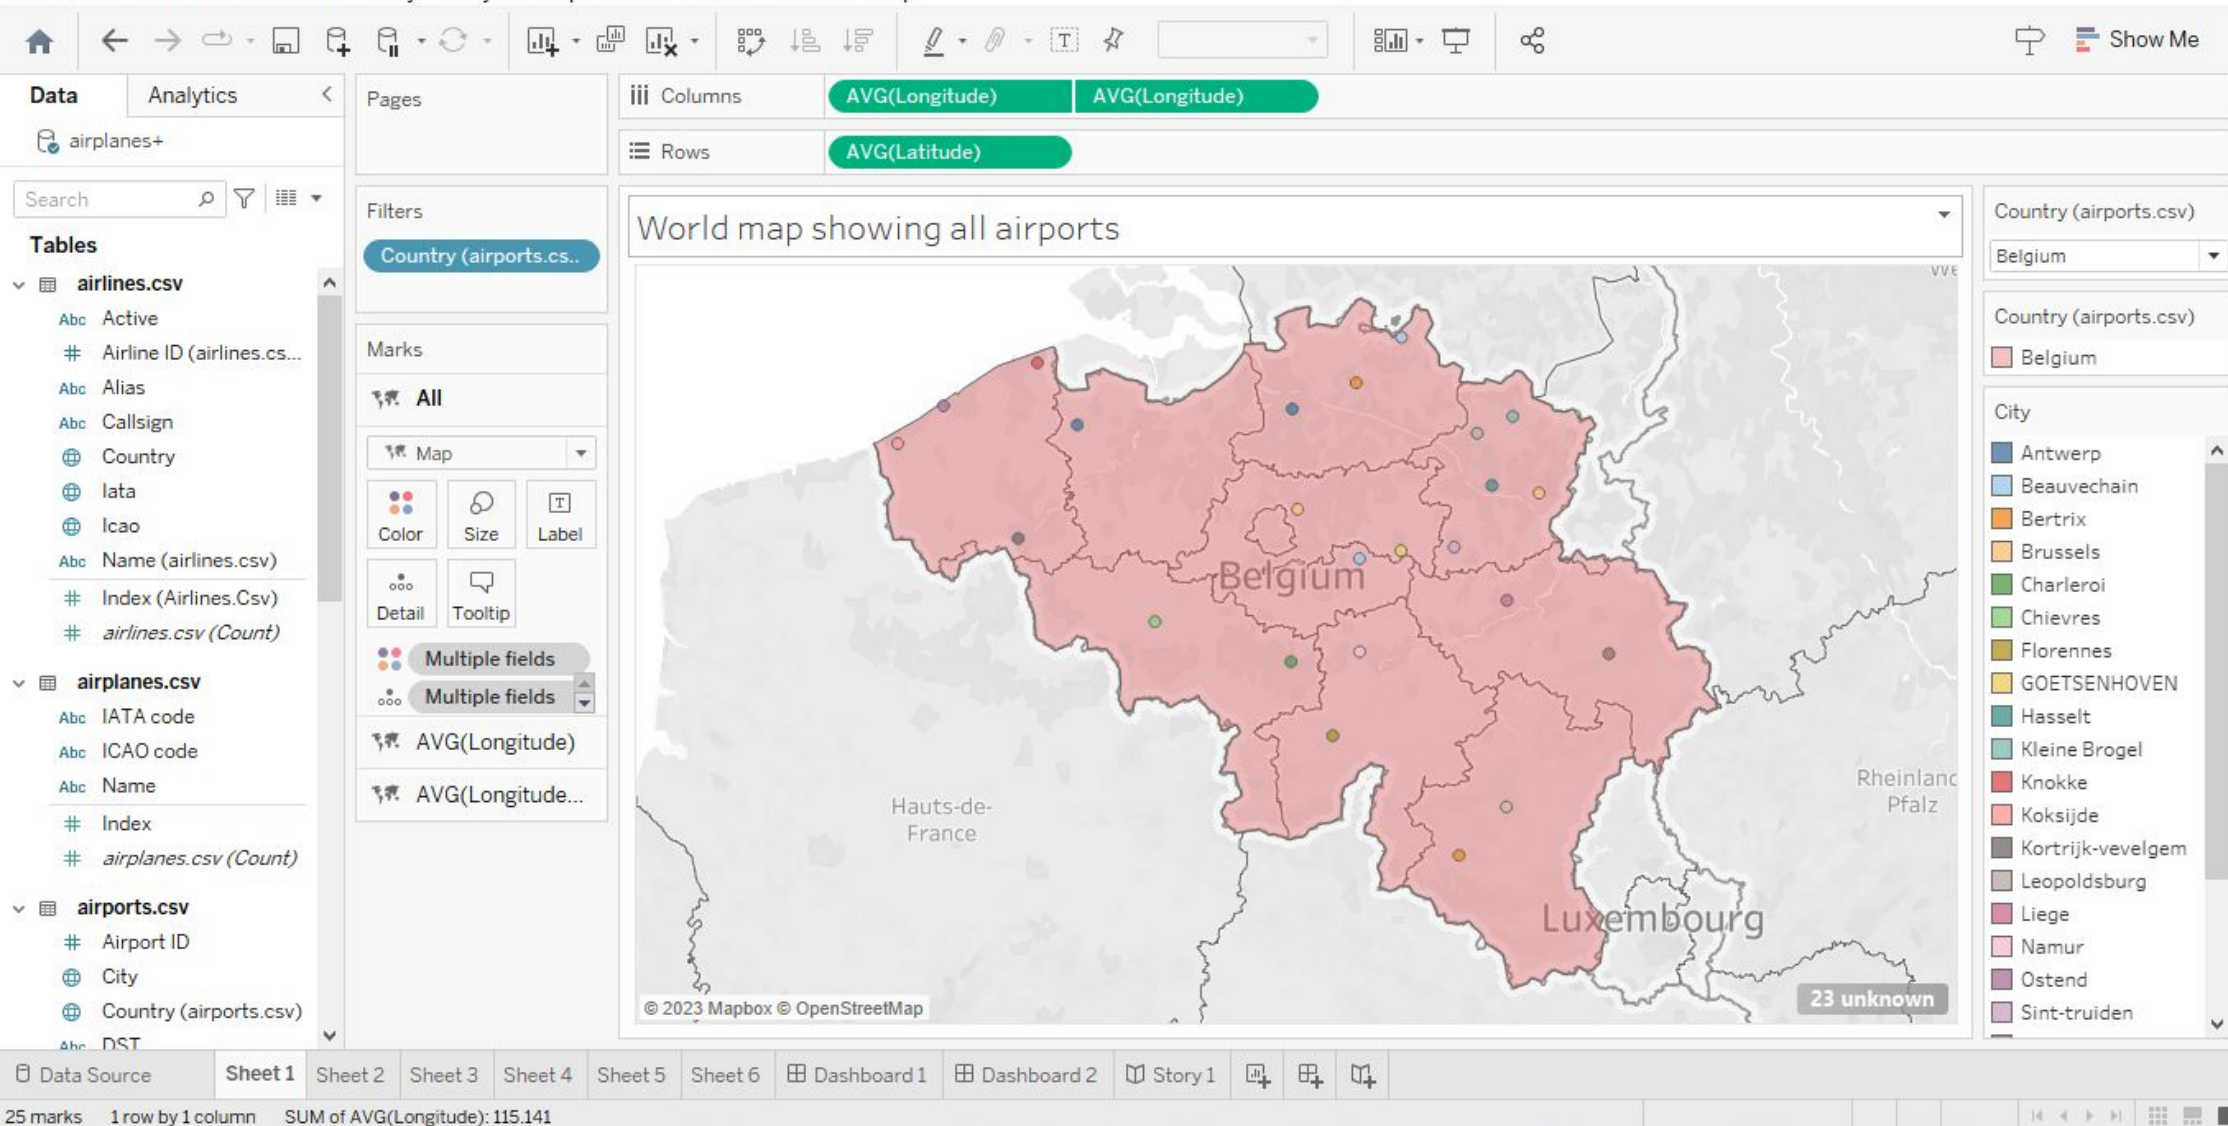 Show Me
Data
Analytics
Pages
Columns
AVG(Longitude)
AVG(Longitude)
airplanes+
Rows
AVG(Latitude)
Search
Tables
airlines.csv
Abc Active
# Airline ID (airlines.cs...
Abc Alias
Abc Callsign
Country
Iata
Icao
Abc Name (airlines.csv)
# Index (Airlines.Csv)
# airlines.csv (Count)
airplanes.csv
Abc IATA code
Abc ICAO code
Abc Name
# Index
# airplanes.csv (Count)
airports.csv
# Airport ID
City
Country (airports.csv)
Abc DST
Filters
Country (airports.cs..
Marks
All
Map
Color
Size
Label
Detail
Tooltip
Multiple fields
Multiple fields
AVG(Longitude)
AVG(Longitude...
World map showing all airports
Belgium
Hauts-de-
France
Rheinland
Pfalz
Luxembourg
© 2023 Mapbox © OpenStreetMap
23 unknown
Country (airports.csv)
Belgium
Country (airports.csv)
Belgium
City
Antwerp
Beauvechain
Bertrix
Brussels
Charleroi
Chievres
Florennes
GOETSENHOVEN
Hasselt
Kleine Brogel
Knokke
Koksijde
Kortrijk-vevelgem
Leopoldsburg
Liege
Namur
Ostend
Sint-truiden
Data Source
Sheet 1
Sheet 2
Sheet 3
Sheet 4
Sheet 5
Sheet 6
Dashboard 1
Dashboard 2
Story 1
25 marks
1 row by 1 column
SUM of AVG(Longitude): 115.141